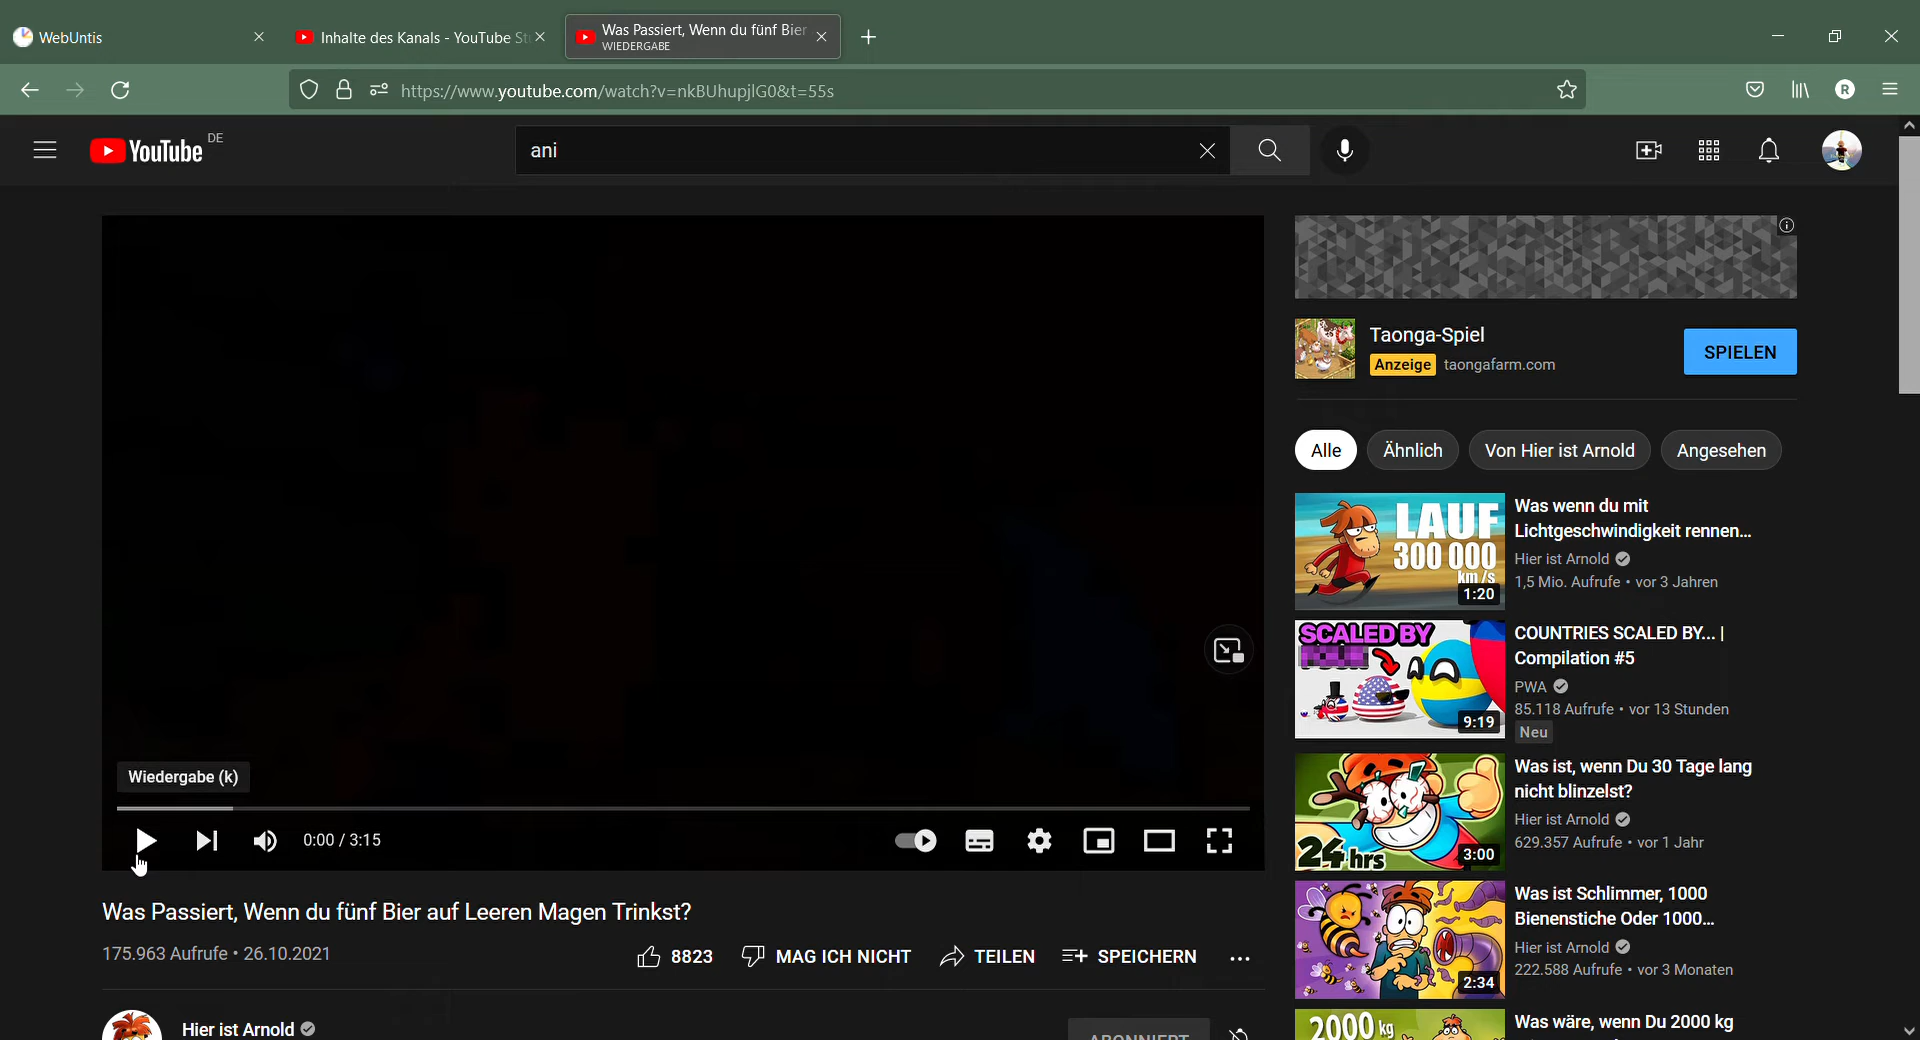 WebUntis
Inhalte des Kanals - YouTube St
Was Passiert, Wenn du fünf Bier
WIEDERGABE
https://www.youtube.com/watch?v=nkBUhupjlG0&t=55s
R
YouTube DE
ani
Taonga-Spiel
Anzeige taongafarm.com
SPIELEN
Alle
Ähnlich
Von Hier ist Arnold
Angesehen
LAUF
300 000
km/s
1:20
Was wenn du mit
Lichtgeschwindigkeit rennen...
Hier ist Arnold
1,5 Mio. Aufrufe • vor 3 Jahren
SCALED BY
9:19
COUNTRIES SCALED BY... |
Compilation #5
PWA
85.118 Aufrufe • vor 13 Stunden
Neu
24 hrs
3:00
Was ist, wenn Du 30 Tage lang
nicht blinzelst?
Hier ist Arnold
629.357 Aufrufe • vor 1 Jahr
2:34
Was ist Schlimmer, 1000
Bienenstiche Oder 1000...
Hier ist Arnold
222.588 Aufrufe • vor 3 Monaten
2000 kg
Was wäre, wenn Du 2000 kg
Wiedergabe (k)
0:00 / 3:15
Was Passiert, Wenn du fünf Bier auf Leeren Magen Trinkst?
175.963 Aufrufe • 26.10.2021
8823
MAG ICH NICHT
TEILEN
SPEICHERN
Hier ist Arnold
ABONNIERT